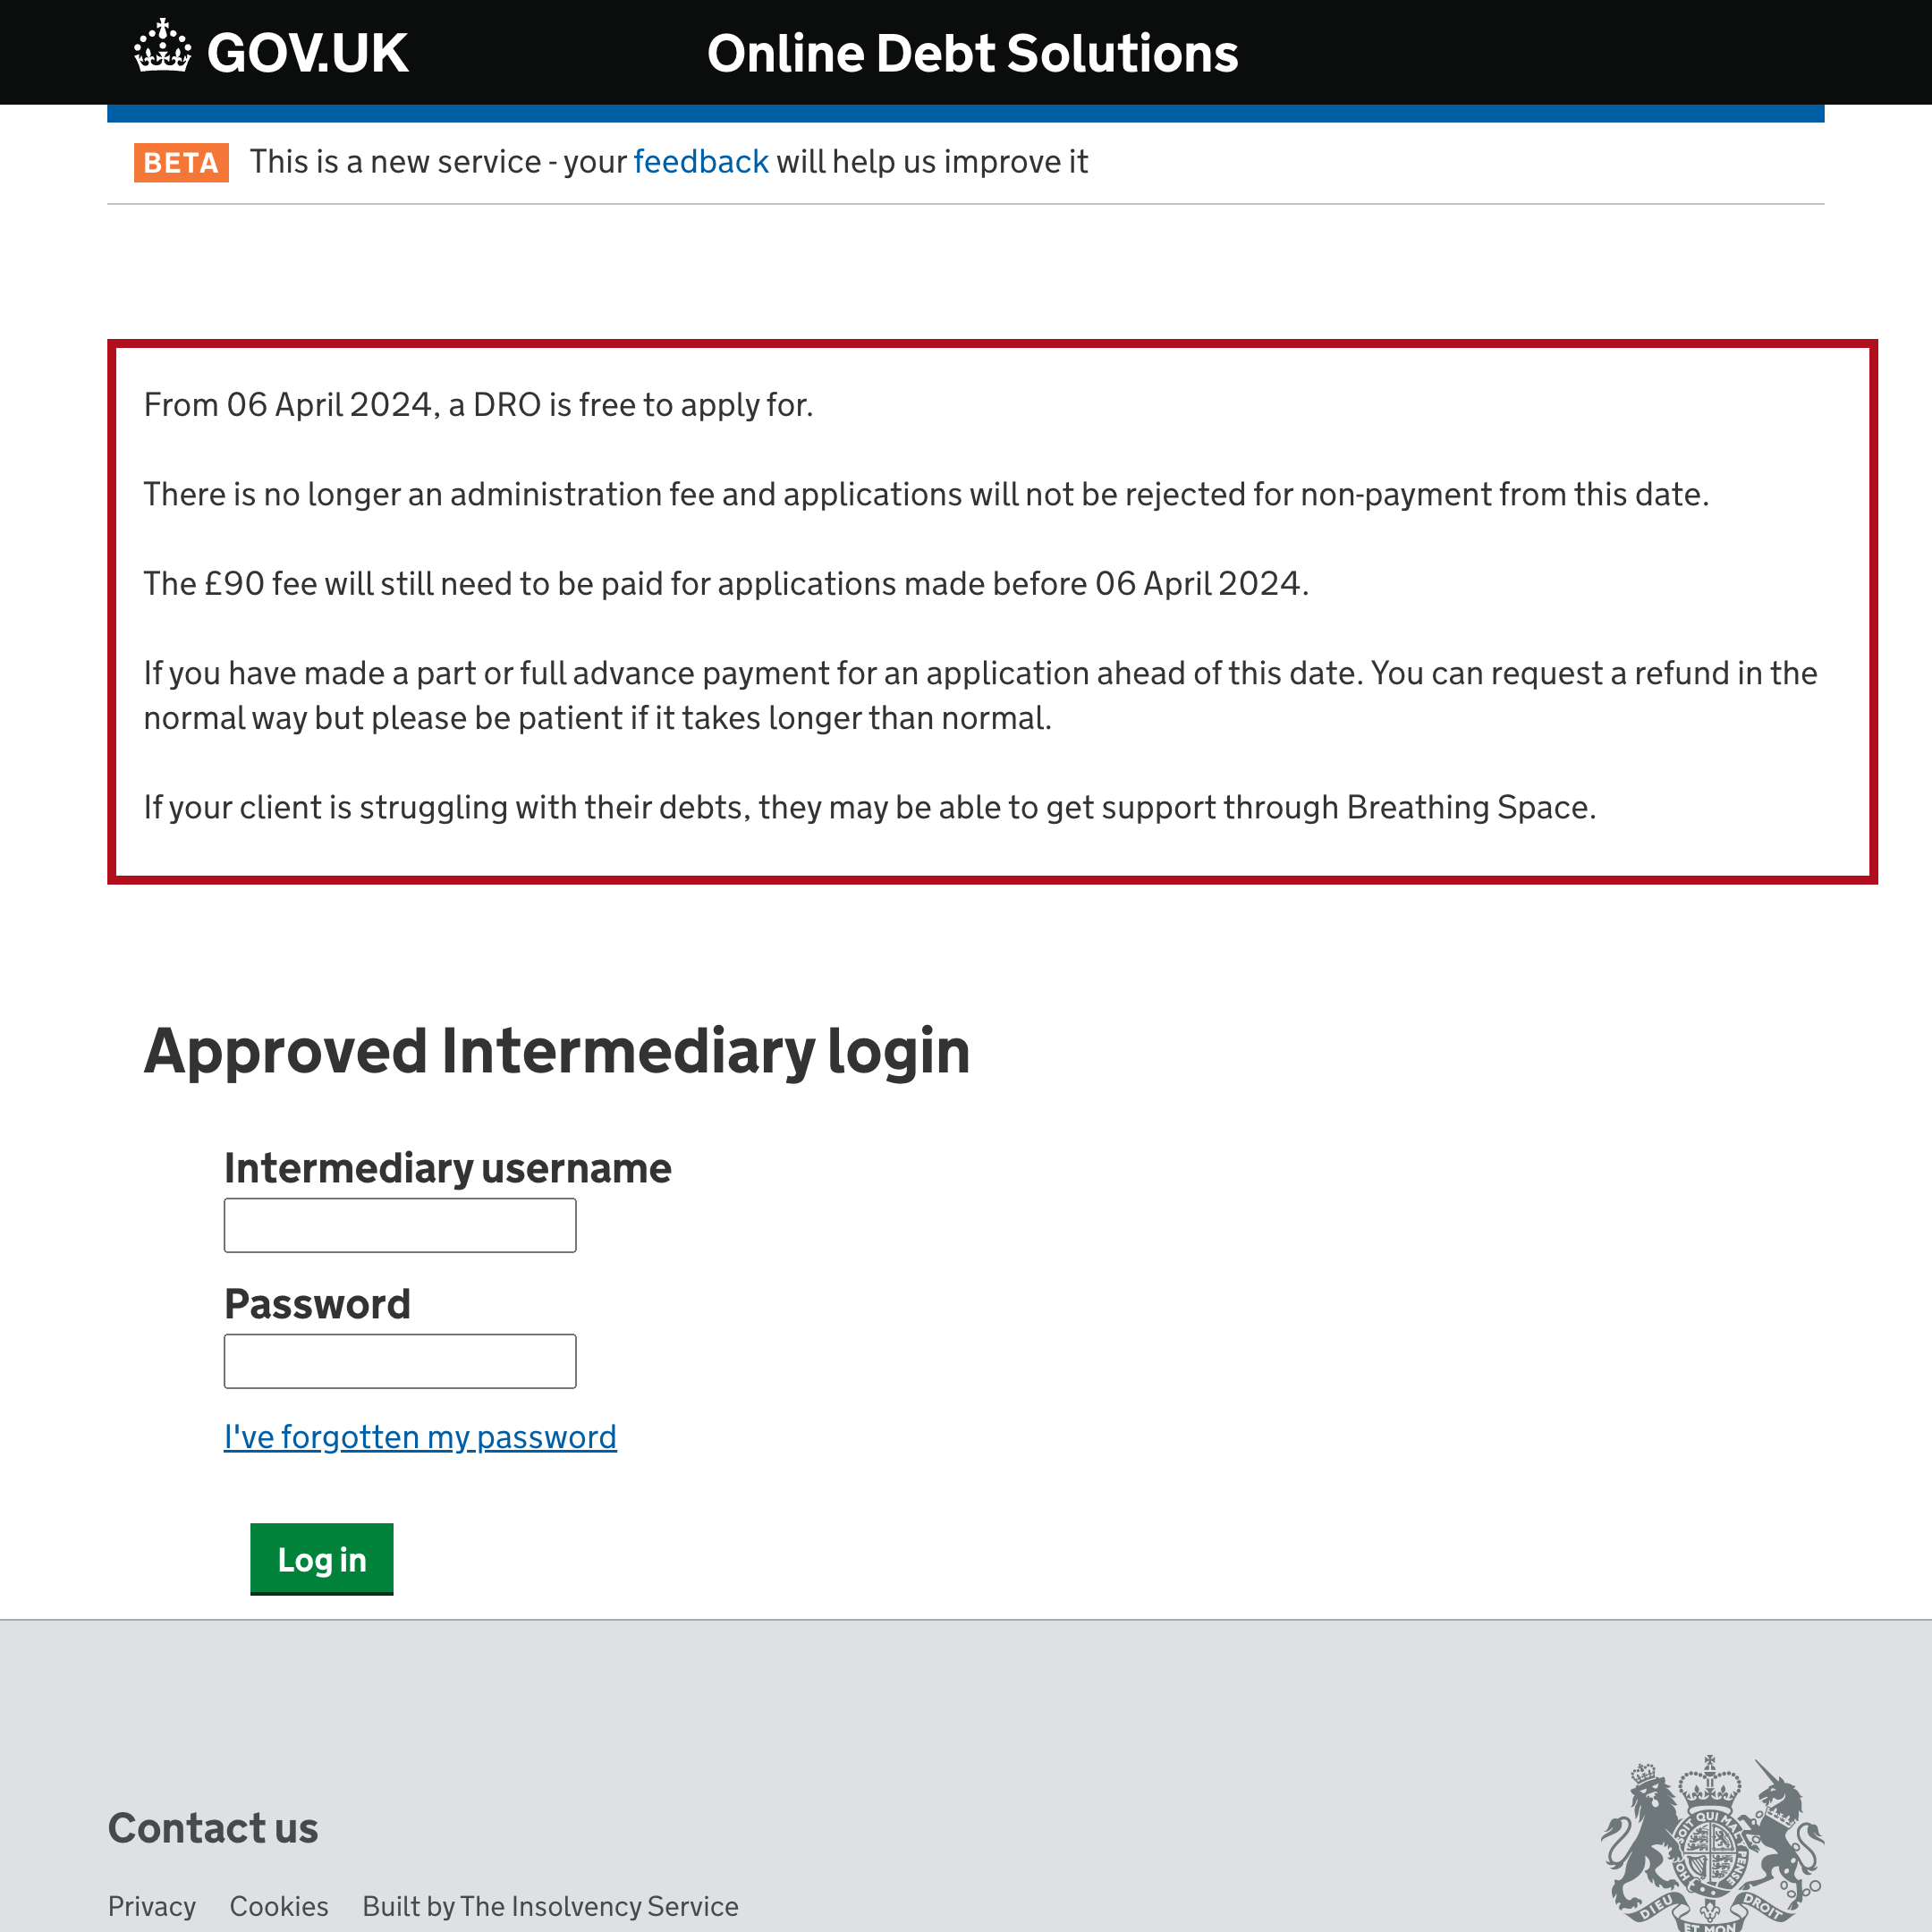 GOV.UK
Online Debt Solutions
BETA This is a new service - your feedback will help us improve it
From 06 April 2024, a DRO is free to apply for.
There is no longer an administration fee and applications will not be rejected for non-payment from this date.
The £90 fee will still need to be paid for applications made before 06 April 2024.
If you have made a part or full advance payment for an application ahead of this date. You can request a refund in the
normal way but please be patient if it takes longer than normal.
If your client is struggling with their debts, they may be able to get support through Breathing Space.
Approved Intermediary login
Intermediary username
Password
I've forgotten my password
Log in
Contact us
Privacy Cookies Built by The Insolvency Service
DIEU ET MON DROIT